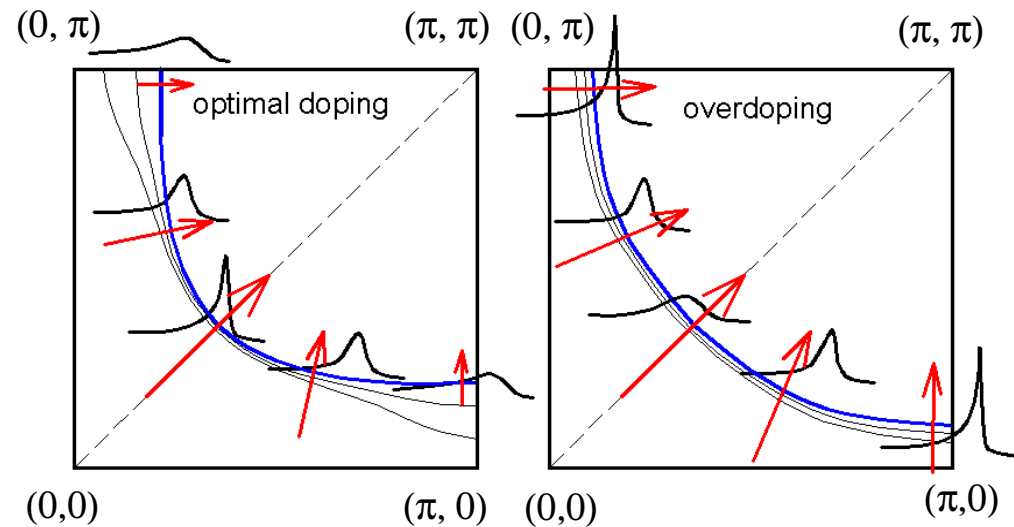 (0, π)
(π, π)
(0, π)
(π, π)
optimal doping
overdoping
(0,0)
(π, 0)
(0,0)
(π,0)